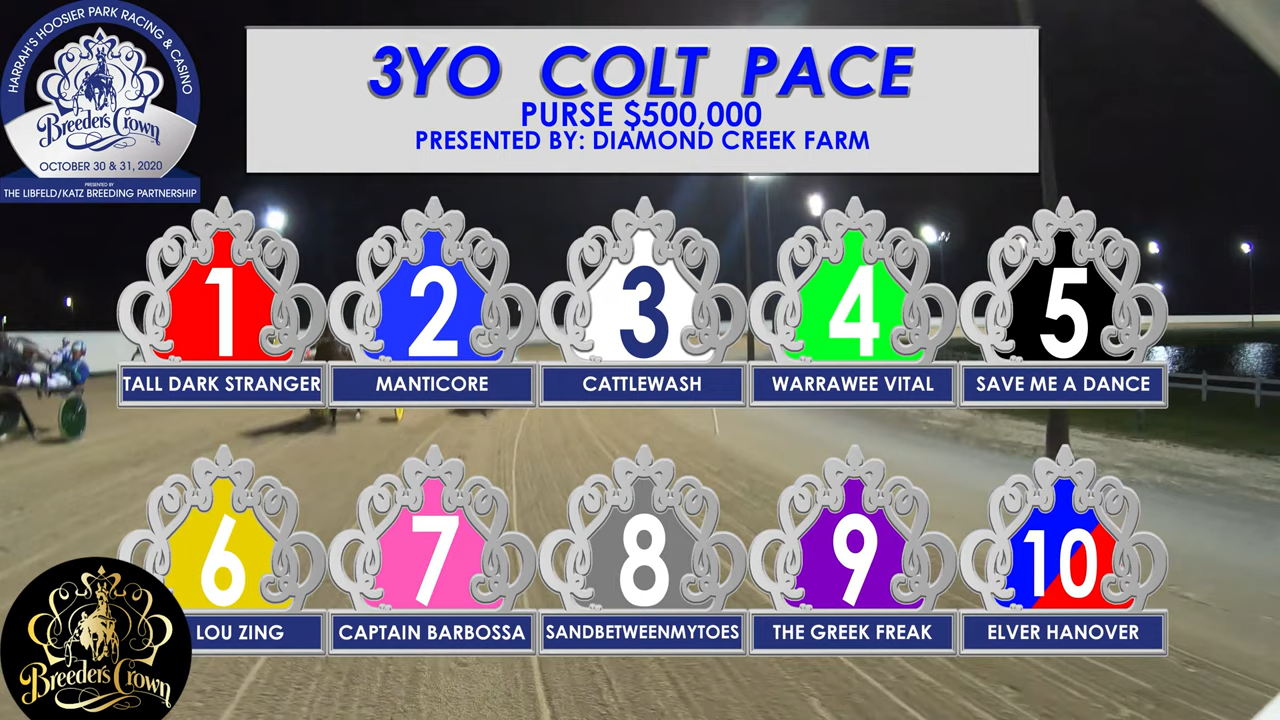 HARRAH'S HOOSIER PARK RACING & CASINO
Breeders Crown
OCTOBER 30 & 31, 2020
PRESENTED BY
THE LIBFELD/KATZ BREEDING PARTNERSHIP
3YO COLT PACE
PURSE $500,000
PRESENTED BY: DIAMOND CREEK FARM
1 2 3 4 5
TALL DARK STRANGER MANTICORE CATTLEWASH WARRAWEE VITAL SAVE ME A DANCE
6 7 8 9 10
LOU ZING CAPTAIN BARBOSSA SANDBETWEENMYTOES THE GREEK FREAK ELVER HANOVER
Breeders Crown